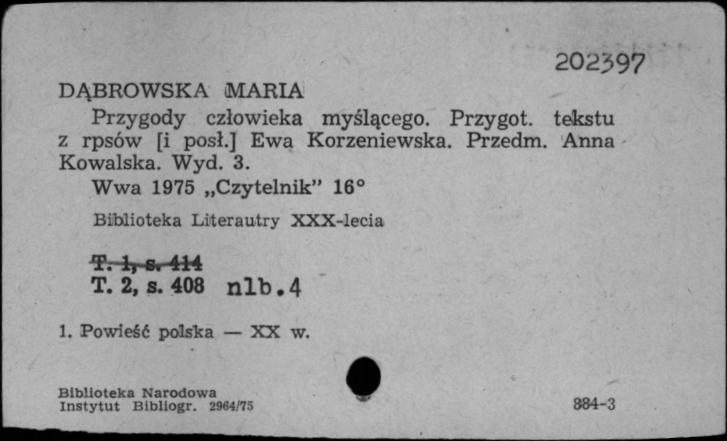 202397
DĄBROWSKA MARIA
Przygody człowieka myślącego. Przygot. tekstu
z rpsów [i posł.] Ewa Korzeniewska. Przedm. Anna
Kowalska. Wyd. 3.
Wwa 1975 „Czytelnik” 16°
Biblioteka Literautry XXX-lecia
T. 1, s. 414
T. 2, s. 408 nlb.4
1. Powieść polska — XX w.
Biblioteka Narodowa
Instytut Bibliogr. 2964/75
884-3